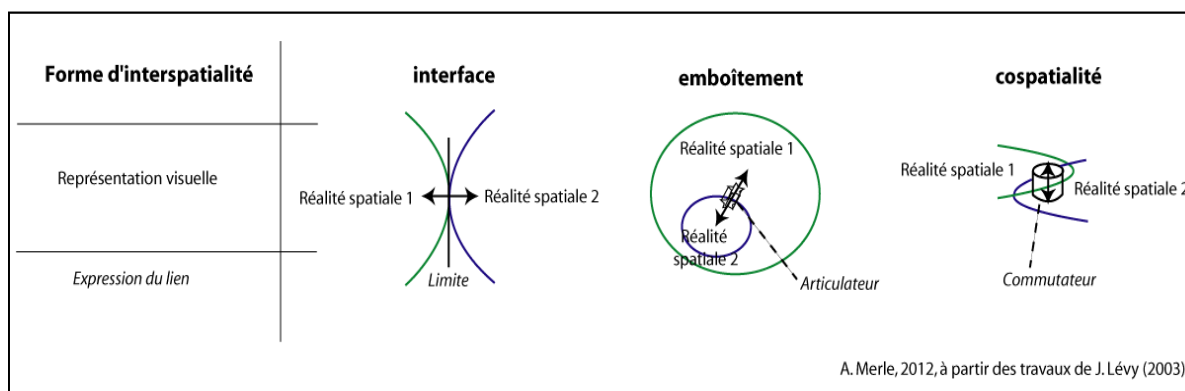 Forme d'interspatialité
interface
emboîtement
cospatialité
Représentation visuelle
Réalité spatiale 1
Réalité spatiale 2
Réalité spatiale 1
Réalité
spatiale 2
Réalité spatiale 1
Réalité spatiale 2
Expression du lien
Limite
Articulateur
Commutateur
A. Merle, 2012, à partir des travaux de J. Lévy (2003)